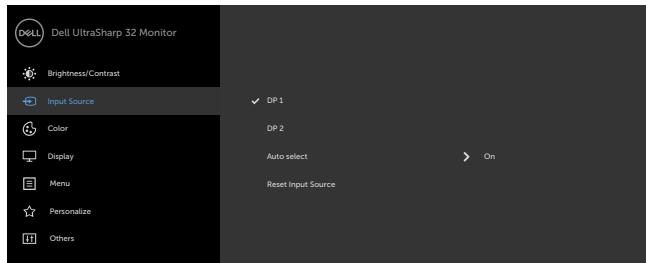 DELL Dell UltraSharp 32 Monitor
Brightness/Contrast
Input Source
Color
Display
Menu
Personalize
Others
DP 1
DP 2
Auto select On
Reset Input Source